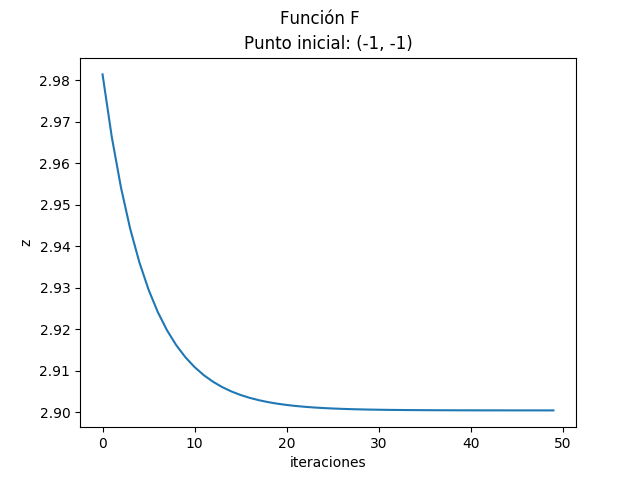 Función F
Punto inicial: (-1, -1)
2.98
2.97
2.96
2.95
2.94
2.93
2.92
2.91
2.90
z
0 10 20 30 40 50
iteraciones